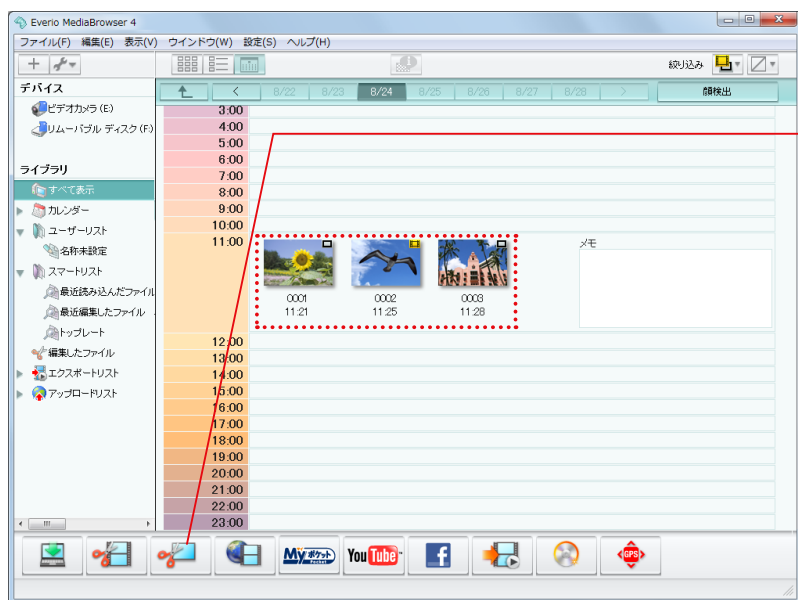 Everio MediaBrowser 4
ファイル(F) 編集(E) 表示(V) ウインドウ(W) 設定(S) ヘルプ(H)
絞り込み
デバイス
ビデオカメラ (E:)
リムーバブル ディスク (F:)
ライブラリ
すべて表示
カレンダー
ユーザーリスト
名称未設定
スマートリスト
最近読み込んだファイル
最近編集したファイル
トップレート
編集したファイル
エクスポートリスト
アップロードリスト
< 8/22 8/23 8/24 8/25 8/26 8/27 8/28 > 顔検出
3:00
4:00
5:00
6:00
7:00
8:00
9:00
10:00
11:00
0001 0002 0003
11:21 11:25 11:28
メモ
12:00
13:00
14:00
15:00
16:00
17:00
18:00
19:00
20:00
21:00
22:00
23:00
Myポケット Pocket YouTube f GPS